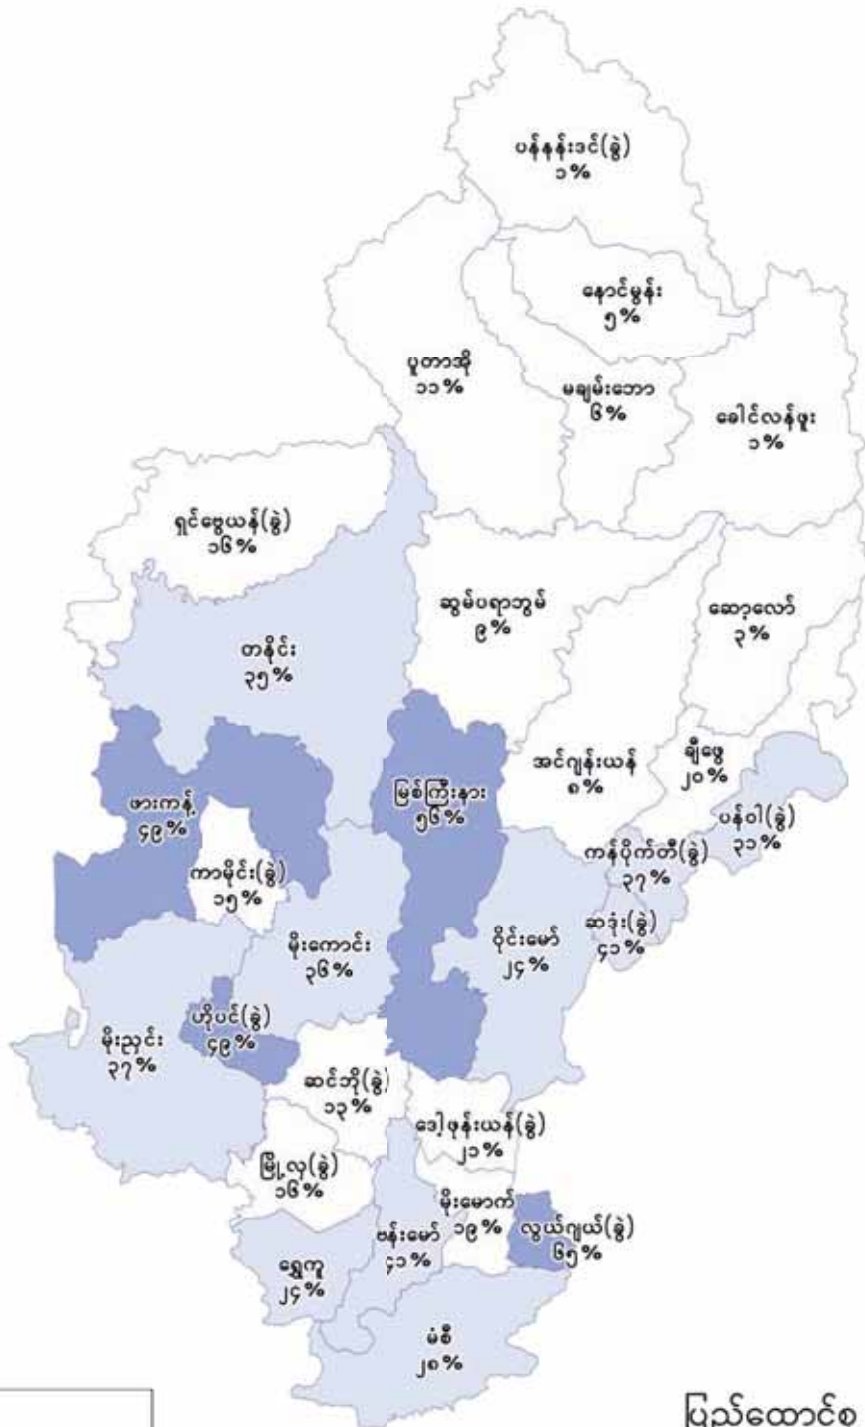 ပန်နန်းဒင်(ခွဲ)
၁%
နောင်မွန်း
၅%
ပူတာအို
၁၁%
မချမ်းဘော
၆%
ခေါင်လန်ဖူး
၁%
ရှင်ဗွေယန်(ခွဲ)
၁၆%
ဆွမ်ပရာဘွမ်
၉%
ဆော့လော်
၃%
တနိုင်း
၃၅%
ချီဖွေ
၂၀%
အင်ဂျန်းယန်
၈%
မြစ်ကြီးနား
၅၆%
ဖားကန့်
၄၉%
ပန်ဝါ(ခွဲ)
၃၁%
ကန်ပိုက်တီ(ခွဲ)
၃၇%
ကာမိုင်း(ခွဲ)
၁၅%
ဆဒုံး(ခွဲ)
၄၁%
မိုးကောင်း
၃၆%
ဝိုင်းမော်
၂၄%
ဟိုပင်(ခွဲ)
၄၉%
မိုးညှင်း
၃၇%
ဆင်ဘို(ခွဲ)
၁၃%
ဒေါ့ဖုန်းယန်(ခွဲ)
၂၁%
မြို့လှ(ခွဲ)
၁၆%
မိုးမောက်
၁၉%
လွယ်ဂျယ်(ခွဲ)
၆၅%
ဗန်းမော်
၄၁%
ရွှေကူ
၂၄%
မံစီ
၂၈%
ပြည်ထောင်စု